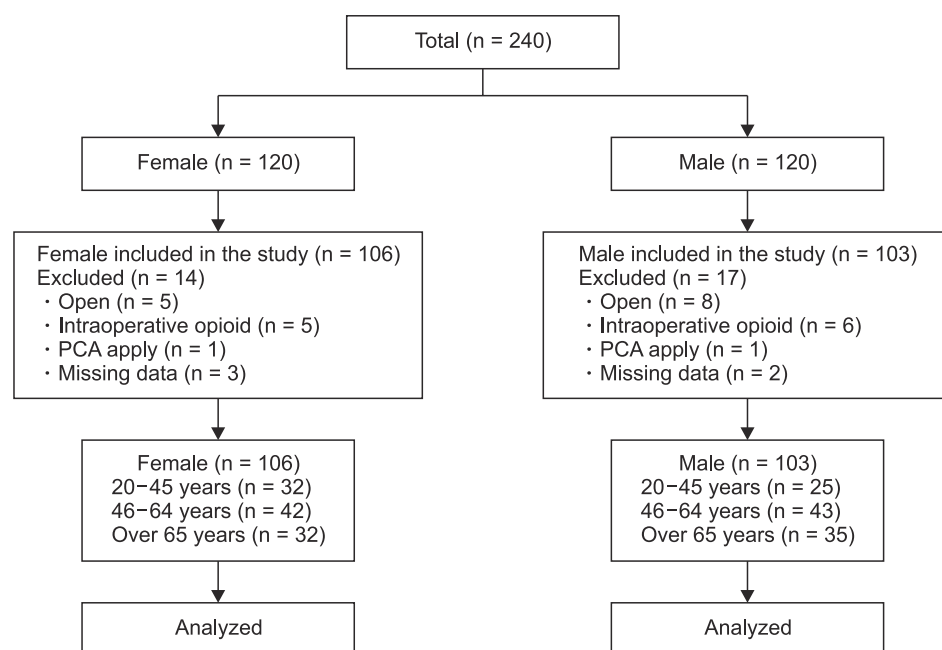 Total (n = 240)
Female (n = 120)
Male (n = 120)
Female included in the study (n = 106)
Excluded (n = 14)
· Open (n = 5)
· Intraoperative opioid (n = 5)
· PCA apply (n = 1)
· Missing data (n = 3)
Male included in the study (n = 103)
Excluded (n = 17)
· Open (n = 8)
· Intraoperative opioid (n = 6)
· PCA apply (n = 1)
· Missing data (n = 2)
Female (n = 106)
20−45 years (n = 32)
46−64 years (n = 42)
Over 65 years (n = 32)
Male (n = 103)
20−45 years (n = 25)
46−64 years (n = 43)
Over 65 years (n = 35)
Analyzed
Analyzed